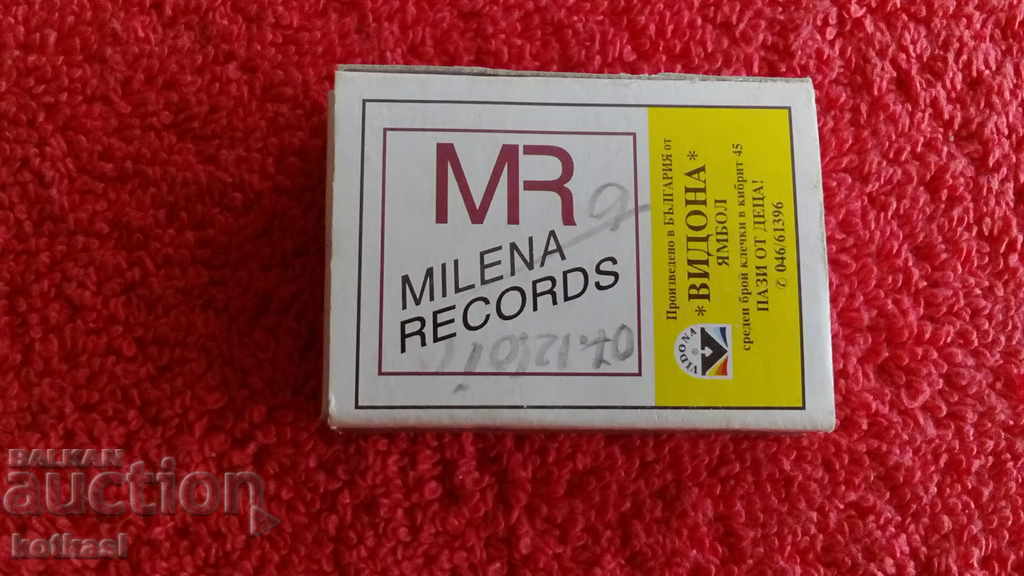 MR
MILENA
RECORDS
Произведено в БЪЛГАРИЯ от
*ВИДОНА*
ЯМБОЛ
среден брой клечки в кибрит 45
ПАЗИ ОТ ДЕЦА!
✆ 046/61396
VIDONA
BALKAN
auction
kotkasl